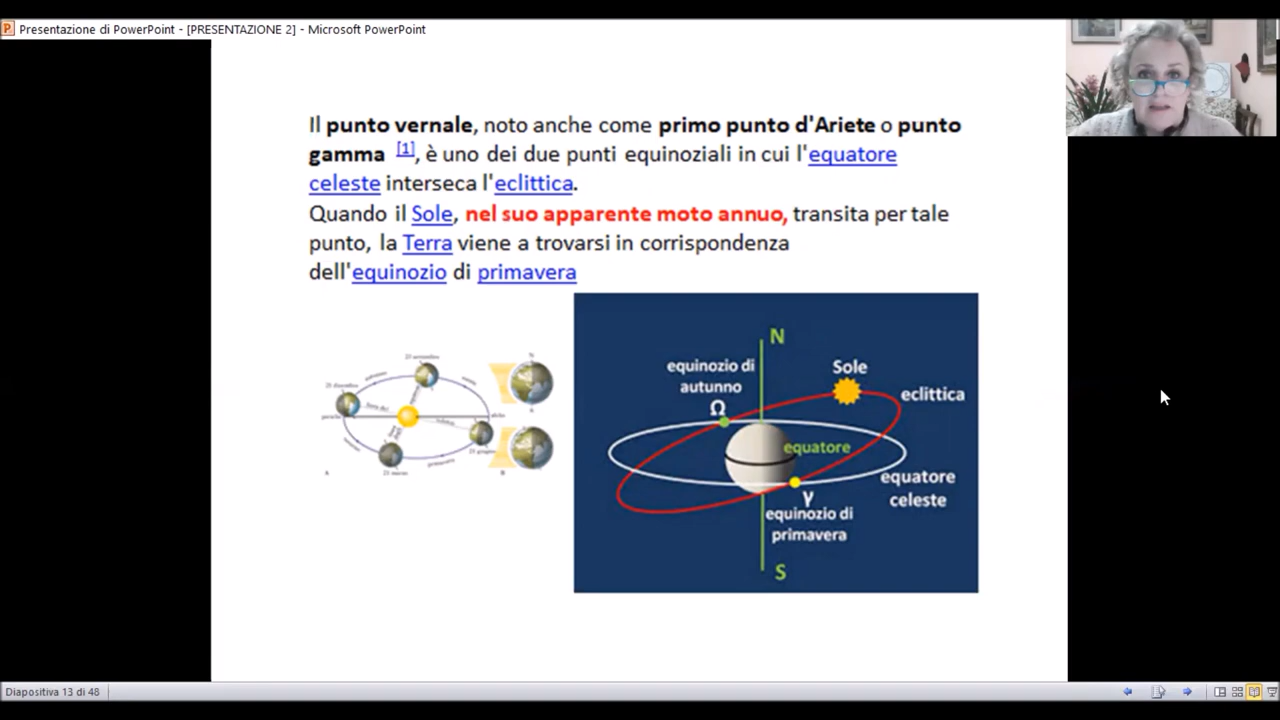 Presentazione di PowerPoint - [PRESENTAZIONE 2] - Microsoft PowerPoint
Il punto vernale, noto anche come primo punto d'Ariete o punto
gamma [1], è uno dei due punti equinoziali in cui l'equatore
celeste interseca l'eclittica.
Quando il Sole, nel suo apparente moto annuo, transita per tale
punto, la Terra viene a trovarsi in corrispondenza
dell'equinozio di primavera
23 settembre
N
A
B
N
equinozio di
autunno
Ω
Sole
eclittica
equatore
equatore
celeste
γ
equinozio di
primavera
S
Diapositiva 13 di 48